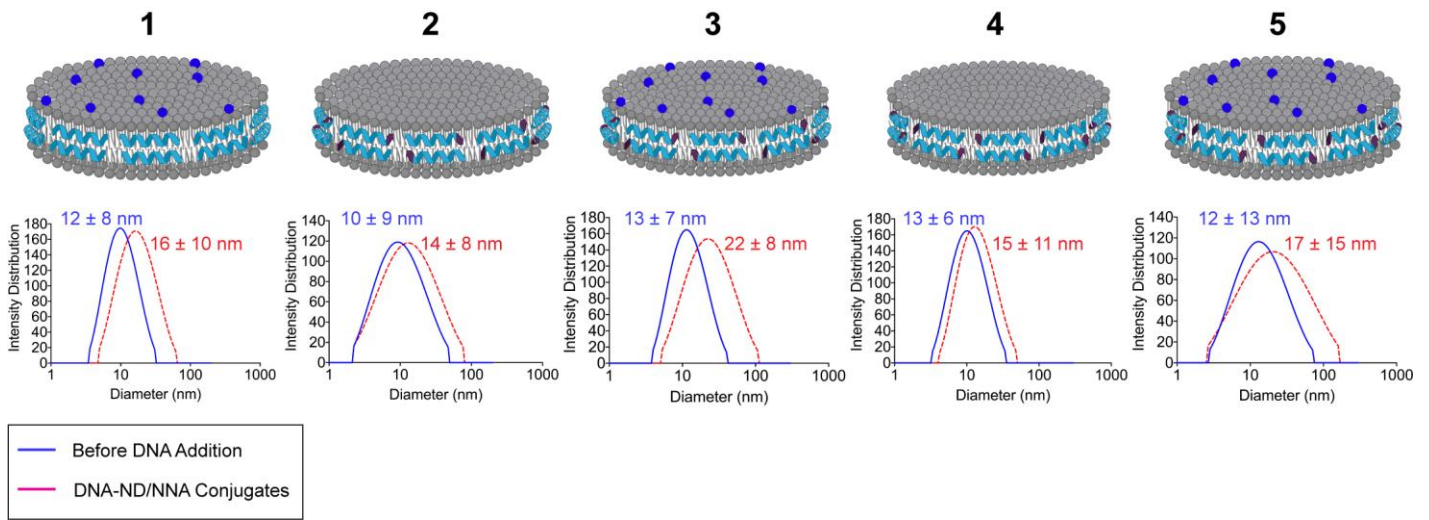 1 2 3 4 5
12 ± 8 nm
16 ± 10 nm
Intensity Distribution
180
160
140
120
100
80
60
40
20
0
1 10 100 1000
Diameter (nm)
10 ± 9 nm
14 ± 8 nm
Intensity Distribution
140
120
100
80
60
40
20
0
1 10 100 1000
Diameter (nm)
13 ± 7 nm
22 ± 8 nm
Intensity Distribution
180
160
140
120
100
80
60
40
20
0
1 10 100 1000
Diameter (nm)
13 ± 6 nm
15 ± 11 nm
Intensity Distribution
180
160
140
120
100
80
60
40
20
0
1 10 100 1000
Diameter (nm)
12 ± 13 nm
17 ± 15 nm
Intensity Distribution
140
120
100
80
60
40
20
0
1 10 100 1000
Diameter (nm)
Before DNA Addition
DNA-ND/NNA Conjugates